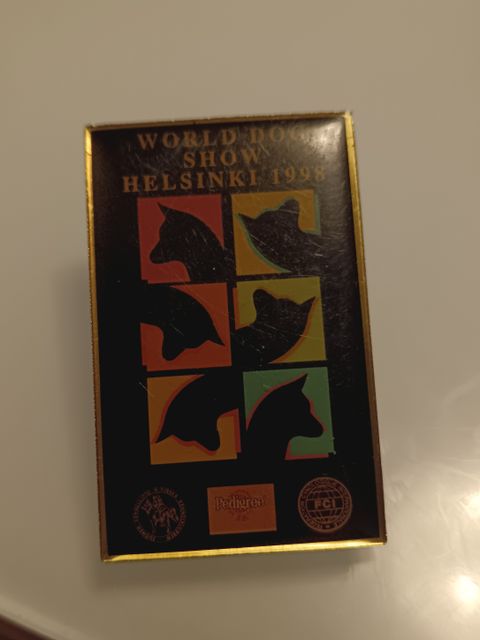 WORLD DOG
SHOW
HELSINKI 1998
Pedigree
FCI